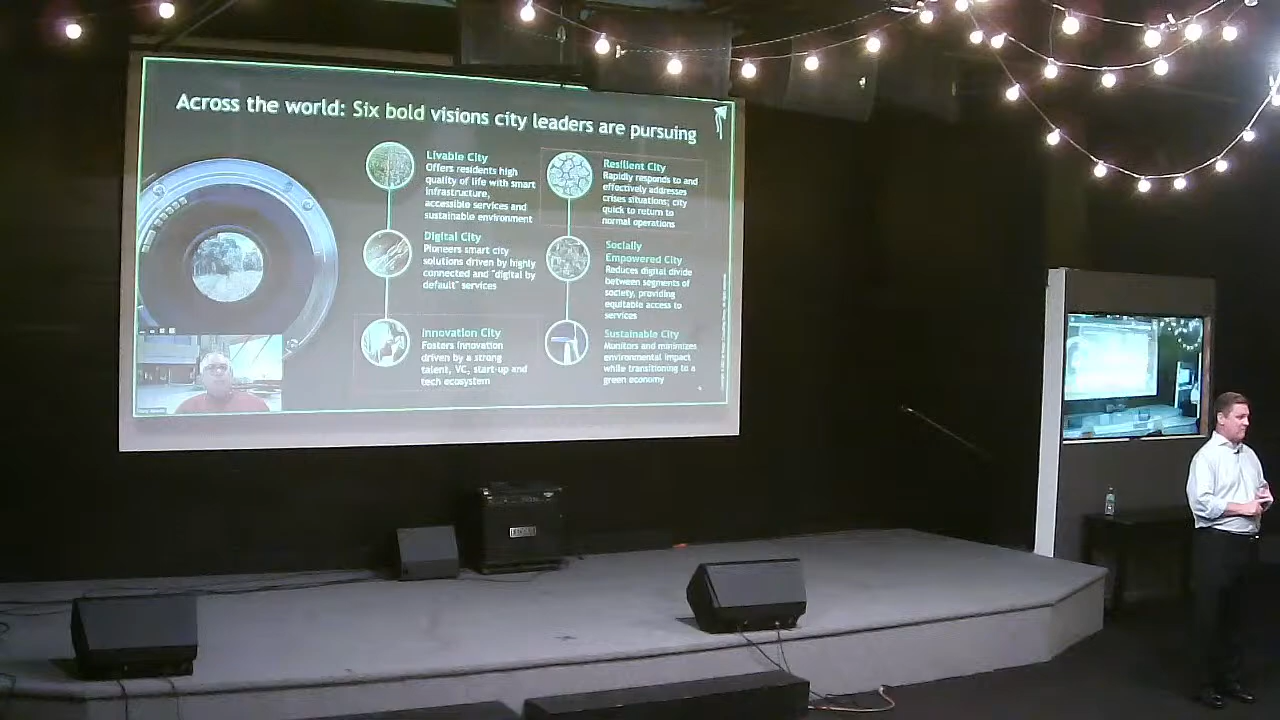 Across the world: Six bold visions city leaders are pursuing
Livable City
Offers residents high
quality of life with smart
infrastructure,
accessible services and
sustainable environment
Digital City
Pioneers smart city
solutions driven by highly
connected and "digital by
default" services
Innovation City
Fosters innovation
driven by a strong
talent, VC, start-up and
tech ecosystem
Resilient City
Rapidly responds to and
effectively addresses
crises situations; city
quick to return to
normal operations
Socially
Empowered City
Reduces digital divide
between segments of
society, providing
equitable access to
services
Sustainable City
Monitors and minimizes
environmental impact
while transitioning to a
green economy